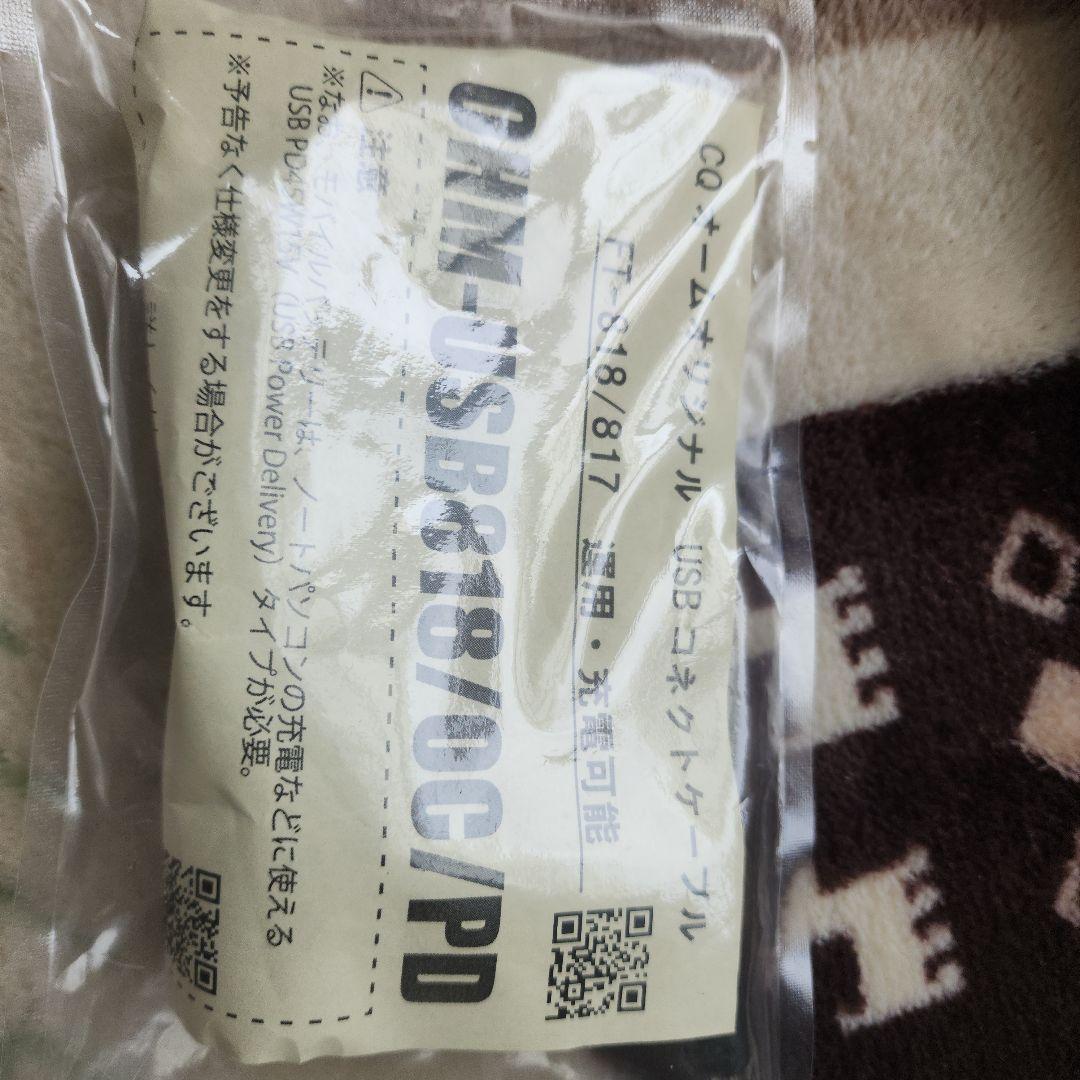 CQオームオリジナル USBコネクトケーブル
FT-818/817 運用・充電可能
OHM-USB818/OC/PD
注意
※なお、モバイルバッテリーは、ノートパソコンの充電などに使える
USB PD45W15V（USB Power Delivery）タイプが必要。
※予告なく仕様変更をする場合がございます。